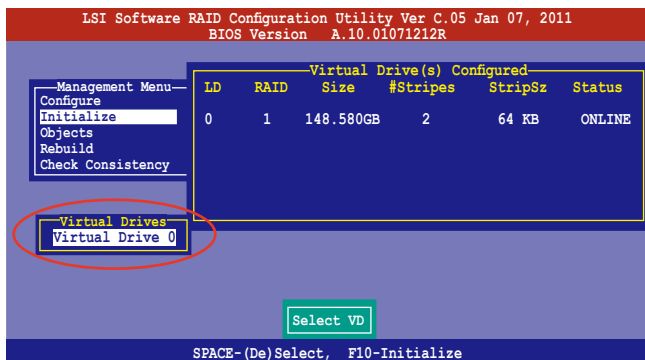 LSI Software RAID Configuration Utility Ver C.05 Jan 07, 2011
BIOS Version A.10.01071212R
Virtual Drive(s) Configured
LD RAID Size #Stripes StripSz Status
0 1 148.580GB 2 64 KB ONLINE
Management Menu
Configure
Initialize
Objects
Rebuild
Check Consistency
Virtual Drives
Virtual Drive 0
Select VD
SPACE-(De)Select, F10-Initialize